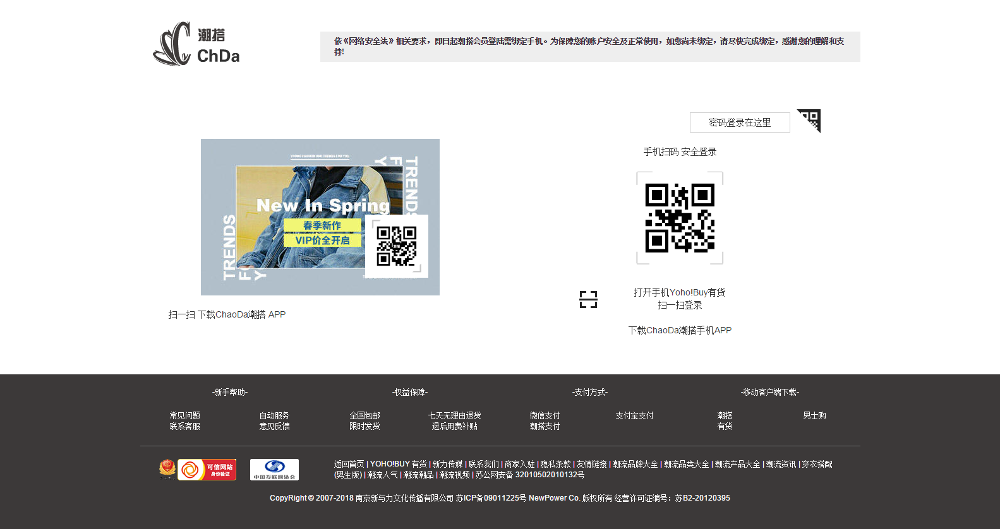 潮搭
ChDa
依《网络安全法》相关要求，即日起潮搭会员登陆需绑定手机。为保障您的账户安全及正常使用，如您尚未绑定，请尽快完成绑定，感谢您的理解和支
持!
密码登录在这里
手机扫码 安全登录
YOUNG FASHION AND TRENDS FOR YOU
TRENDS
FO
Y
New In Spring
春季新作
VIP价全开启
TRENDS
FO
Y
扫一扫 下载ChaoDa潮搭 APP
打开手机Yoho!Buy有货
扫一扫登录
下载ChaoDa潮搭手机APP
-新手帮助- -权益保障- -支付方式- -移动客户端下载-
常见问题 自动服务 全国包邮 七天无理由退货 微信支付 支付宝支付 潮搭 男士购
联系客服 意见反馈 限时发货 退后用费补贴 潮搭支付 有货
可信网站
身份验证
中国互联网协会
返回首页 | YOHO!BUY 有货 | 新力传媒 | 联系我们 | 商家入驻 | 隐私条款 | 友情链接 | 潮流品牌大全 | 潮流品类大全 | 潮流产品大全 | 潮流资讯 | 穿衣搭配
(男生版) | 潮流人气 | 潮流潮品 | 潮流视频 | 苏公网安备 32010502010132号
CopyRight © 2007-2018 南京新与力文化传播有限公司 苏ICP备09011225号 NewPower Co. 版权所有 经营许可证编号：苏B2-20120395